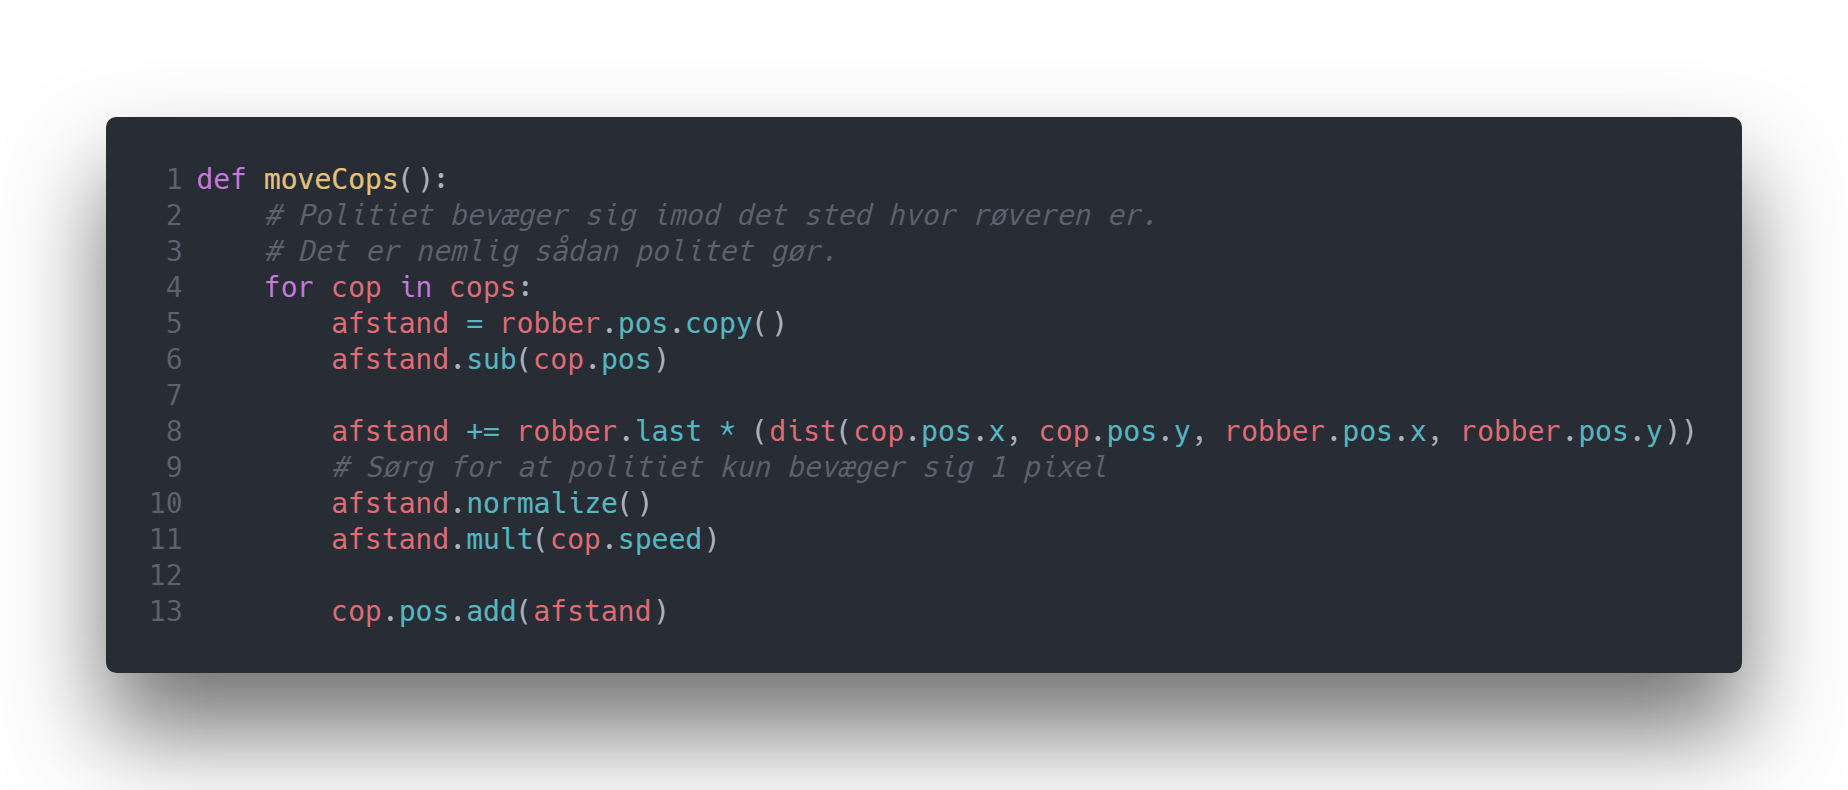 1 def moveCops():
2     # Politiet bevæger sig imod det sted hvor røveren er.
3     # Det er nemlig sådan politet gør.
4     for cop in cops:
5         afstand = robber.pos.copy()
6         afstand.sub(cop.pos)
7
8         afstand += robber.last * (dist(cop.pos.x, cop.pos.y, robber.pos.x, robber.pos.y))
9         # Sørg for at politiet kun bevæger sig 1 pixel
10         afstand.normalize()
11         afstand.mult(cop.speed)
12
13         cop.pos.add(afstand)